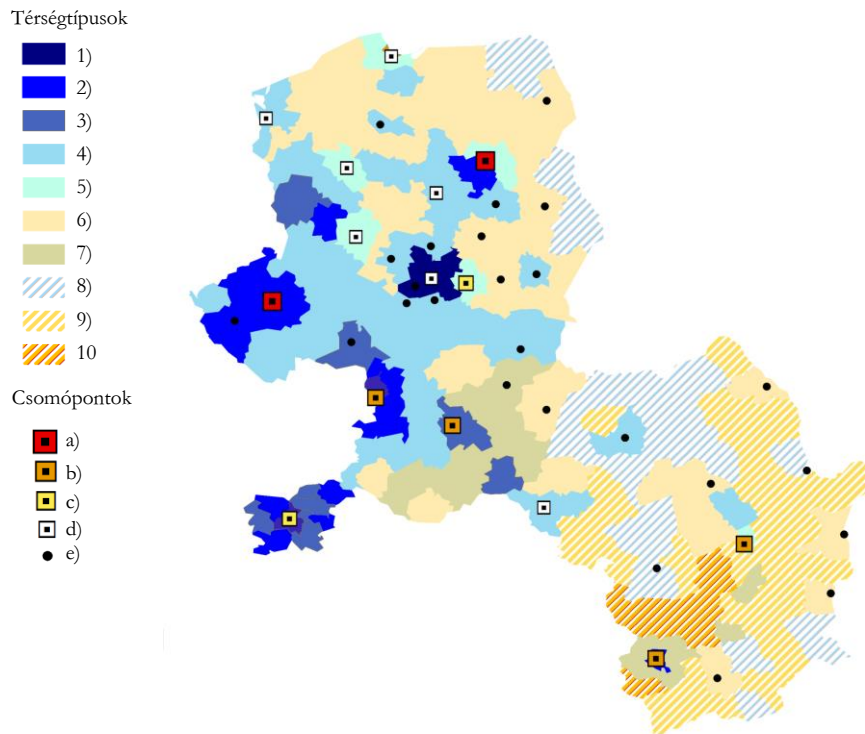 Térségtípusok
1)
2)
3)
4)
5)
6)
7)
8)
9)
10
Csomópontok
a)
b)
c)
d)
e)